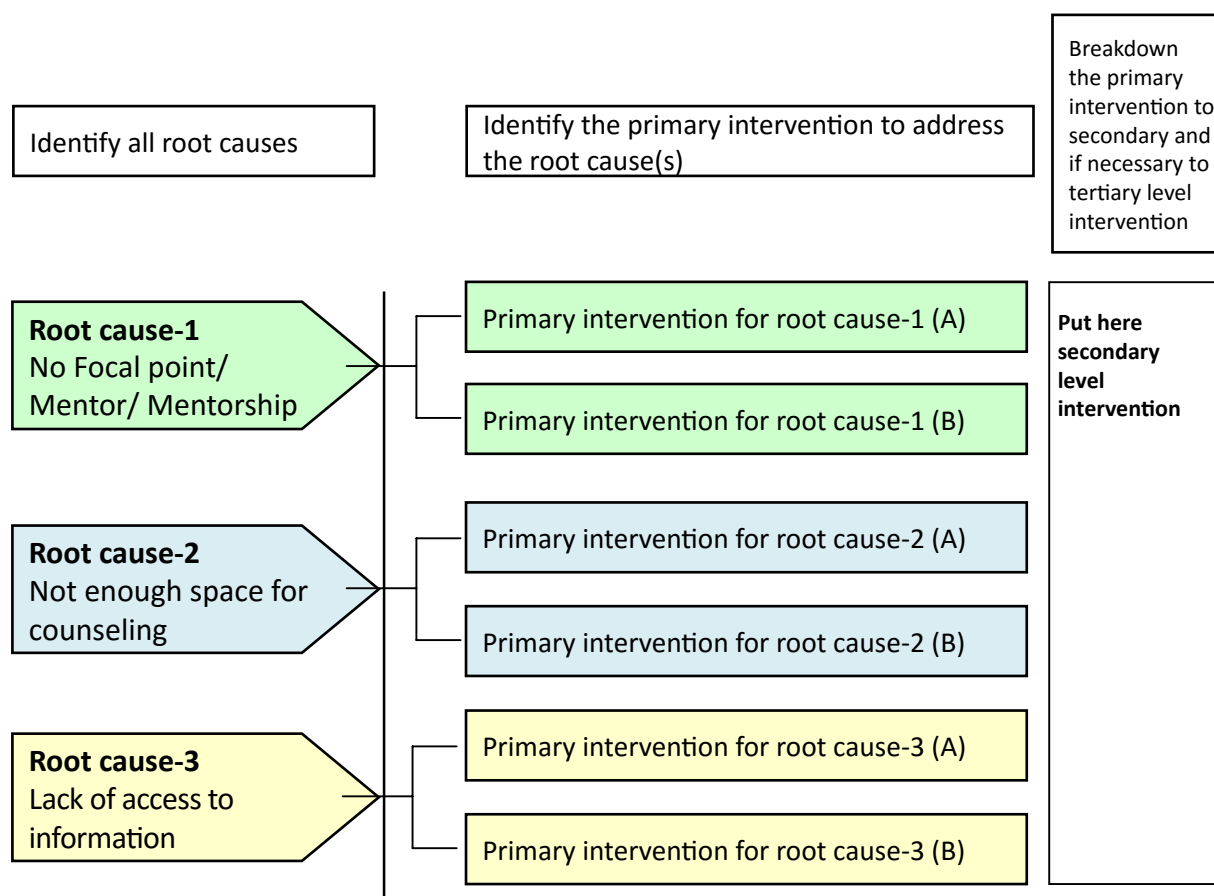 Identify all root causes
Identify the primary intervention to address
the root cause(s)
Breakdown
the primary
intervention to
secondary and
if necessary to
tertiary level
intervention
Root cause-1
No Focal point/
Mentor/ Mentorship
Primary intervention for root cause-1 (A)
Primary intervention for root cause-1 (B)
Root cause-2
Not enough space for
counseling
Primary intervention for root cause-2 (A)
Primary intervention for root cause-2 (B)
Root cause-3
Lack of access to
information
Primary intervention for root cause-3 (A)
Primary intervention for root cause-3 (B)
Put here
secondary
level
intervention